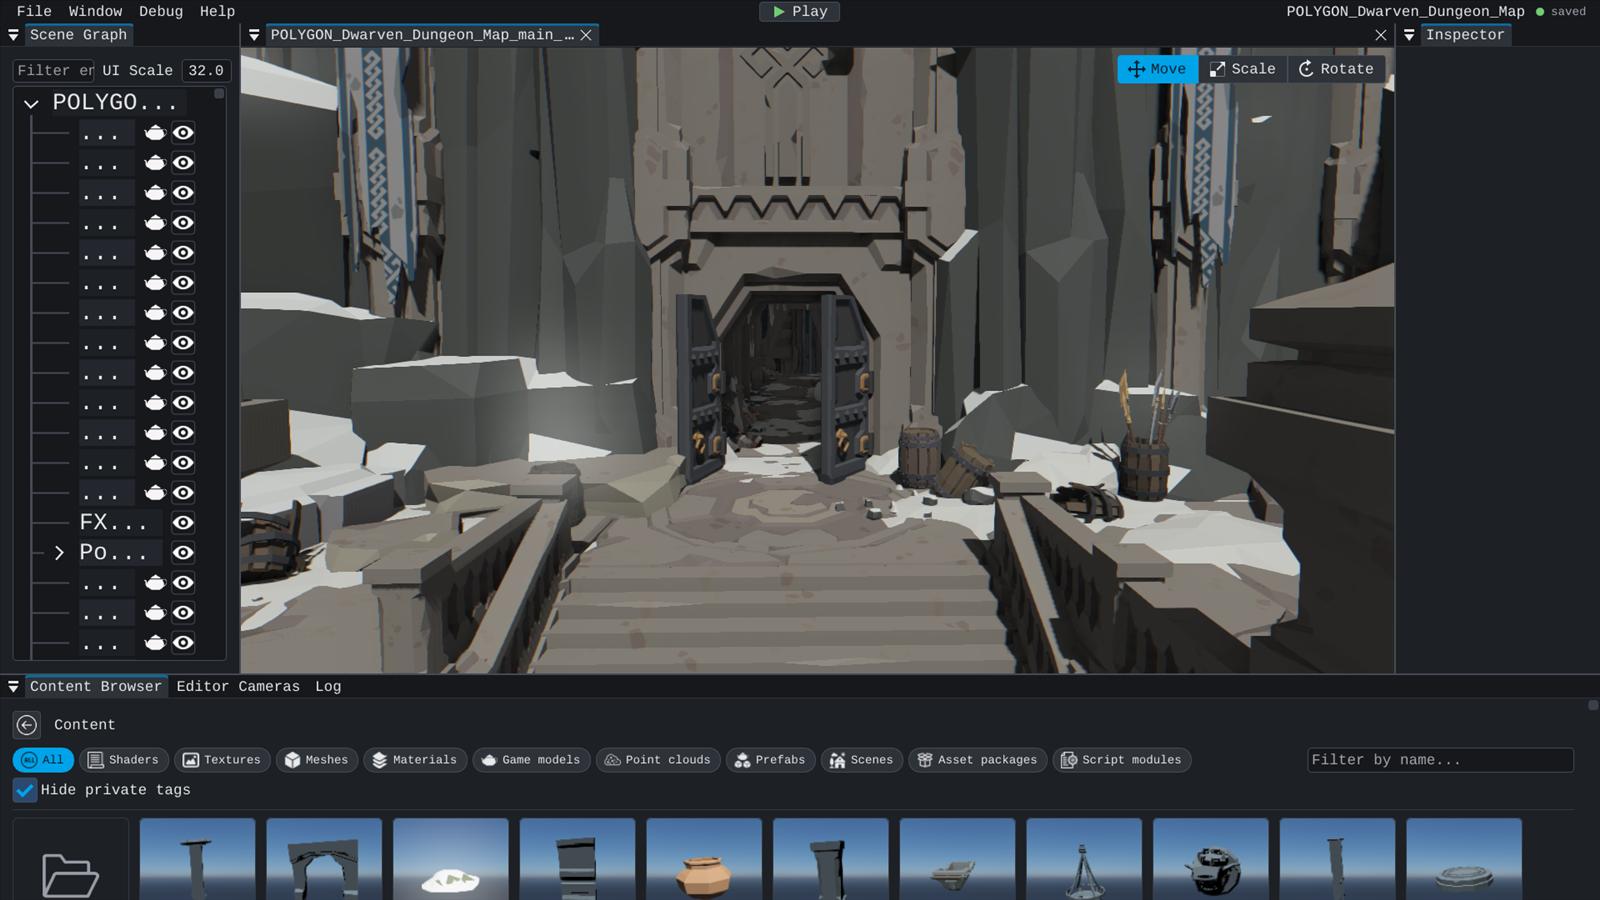 File Window Debug Help
Play
POLYGON_Dwarven_Dungeon_Map saved
Scene Graph
POLYGON_Dwarven_Dungeon_Map_main_...
Inspector
Filter er UI Scale 32.0
Move Scale Rotate
POLYGO...
...
...
...
...
...
...
...
...
...
...
...
...
...
FX...
Po...
...
...
...
Content Browser Editor Cameras Log
Content
All Shaders Textures Meshes Materials Game models Point clouds Prefabs Scenes Asset packages Script modules Filter by name...
Hide private tags